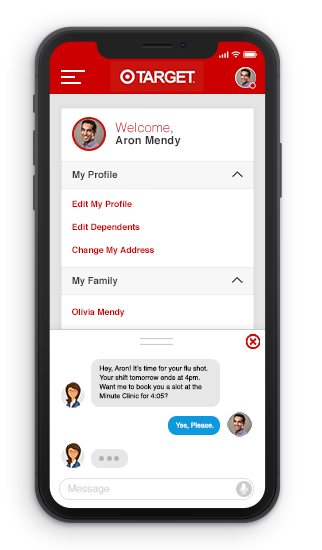 TARGET
Welcome,
Aron Mendy
My Profile
Edit My Profile
Edit Dependents
Change My Address
My Family
Olivia Mendy
Hey, Aron! It's time for your flu shot.
Your shift tomorrow ends at 4pm.
Want me to book you a slot at the
Minute Clinic for 4:05?
Yes, Please.
Message